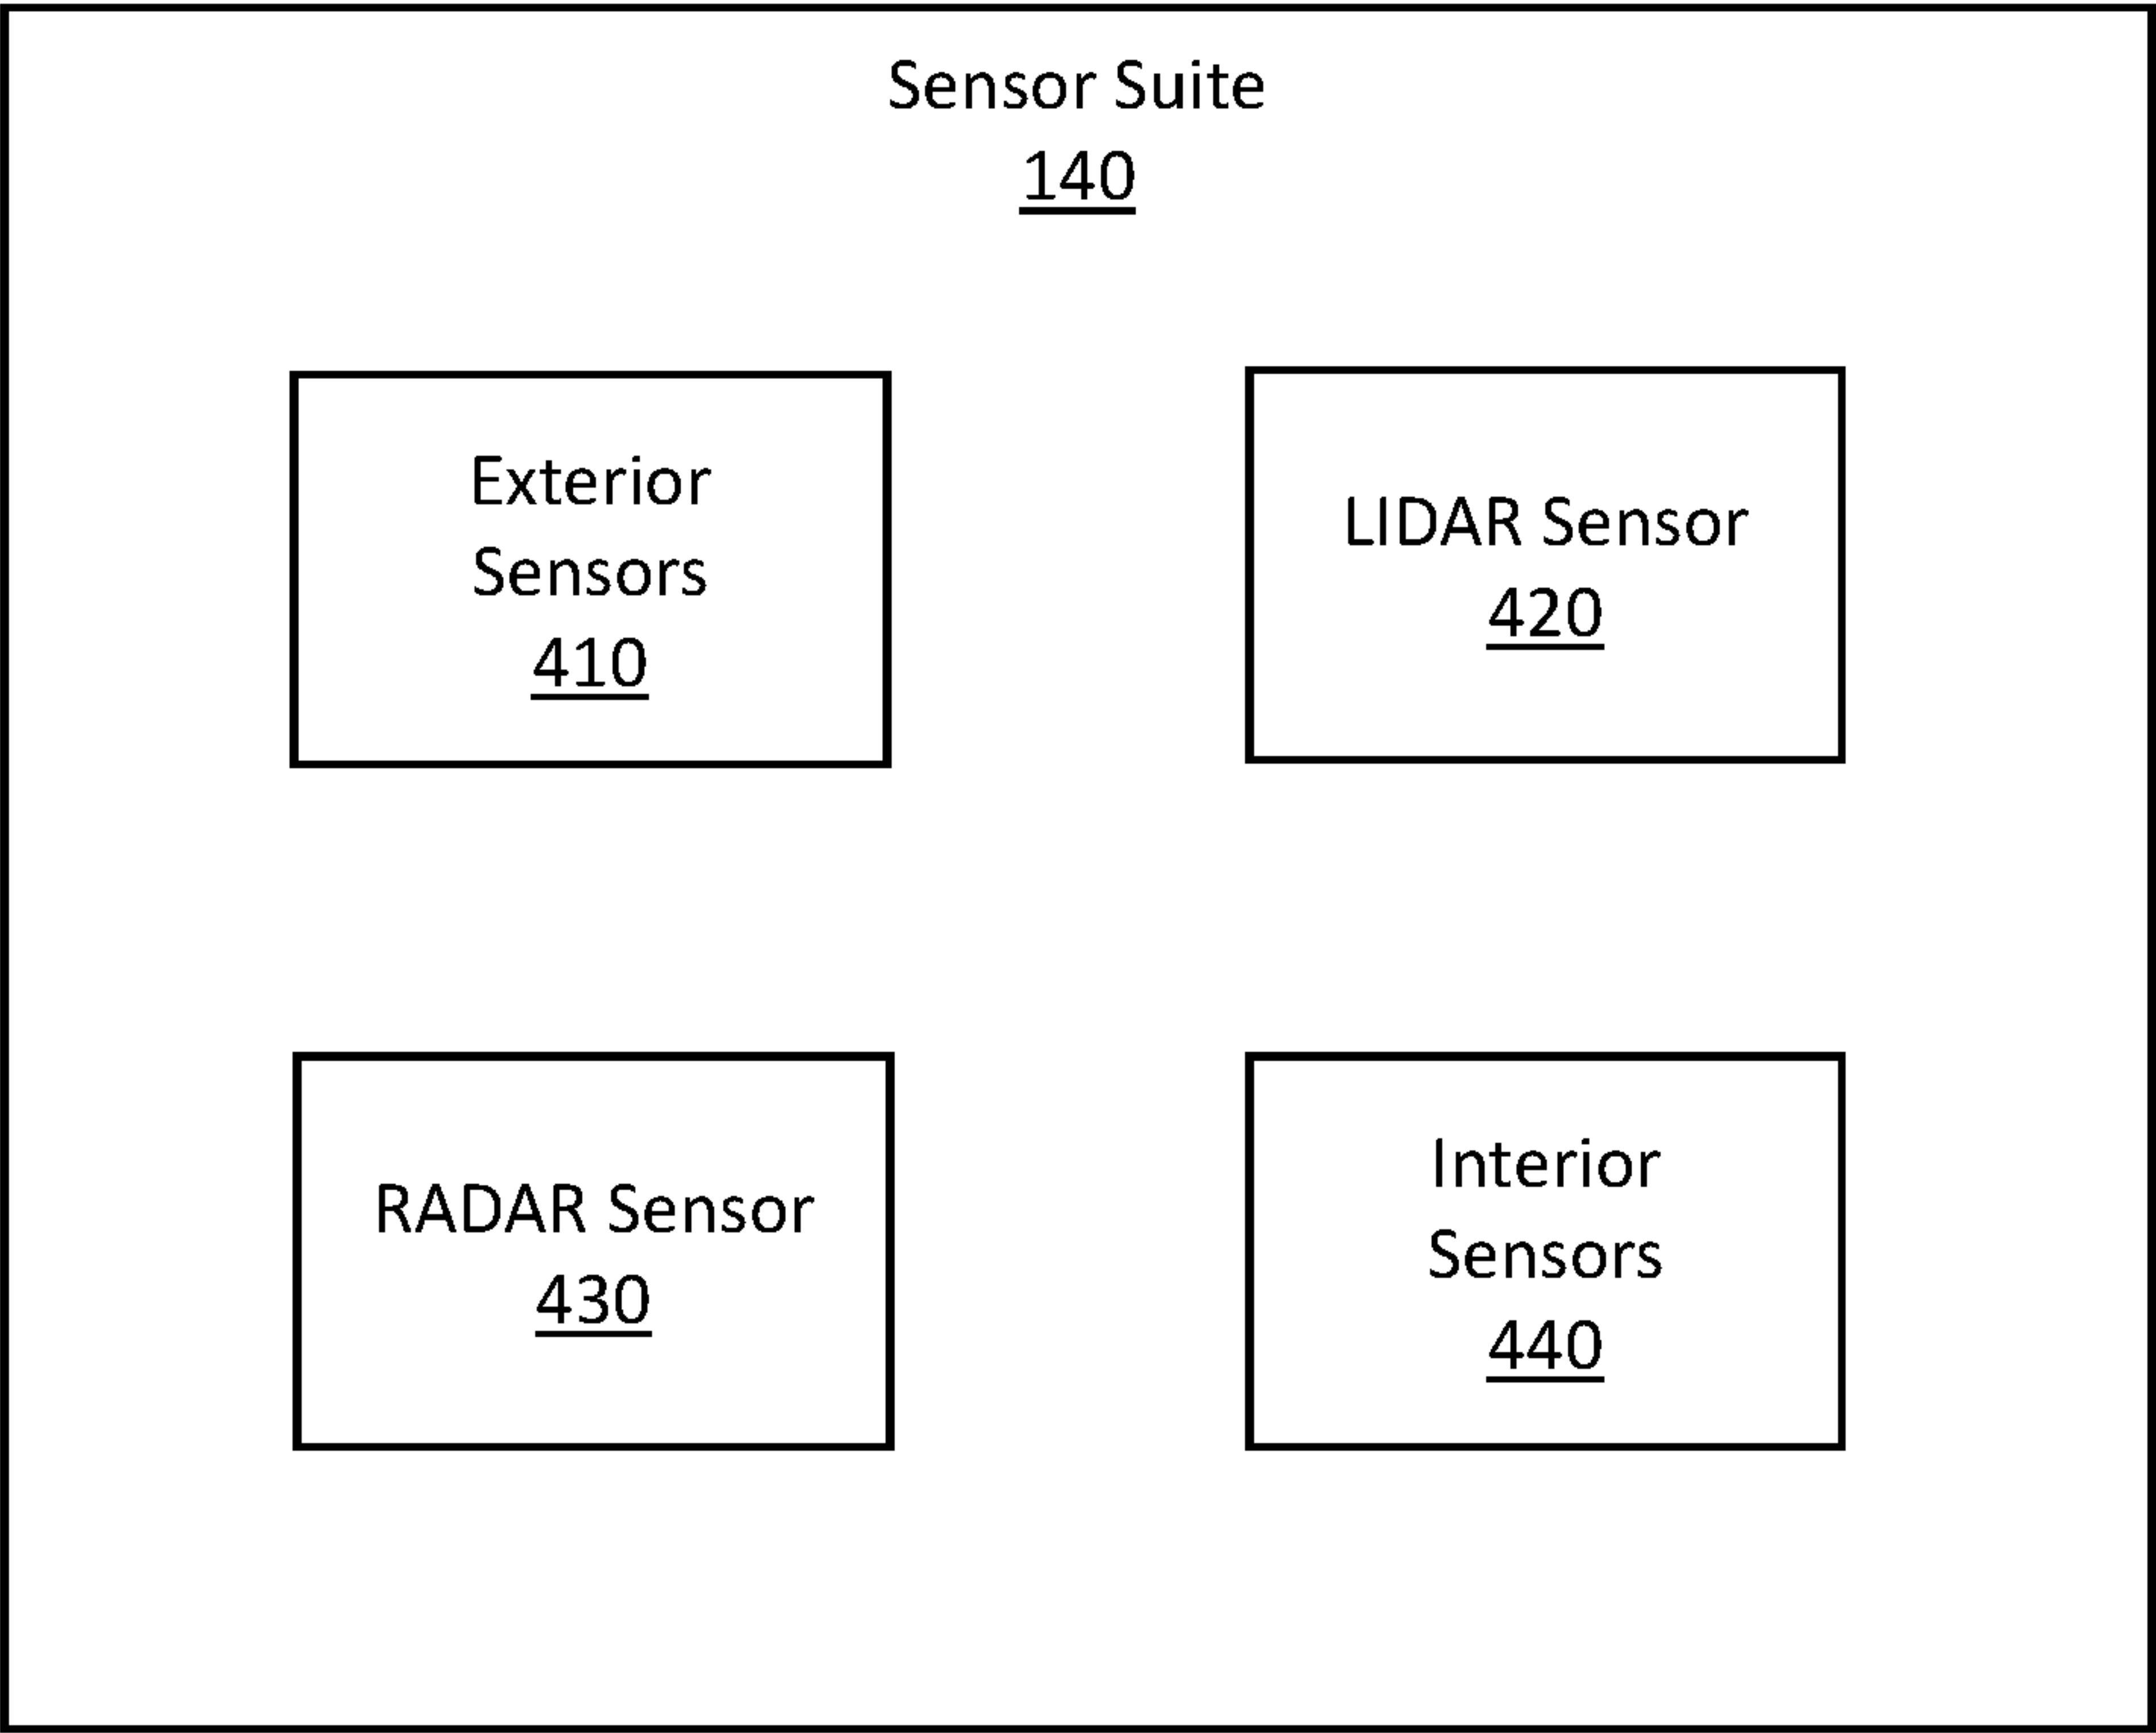 Sensor Suite
140
Exterior
Sensors
410
LIDAR Sensor
420
RADAR Sensor
430
Interior
Sensors
440